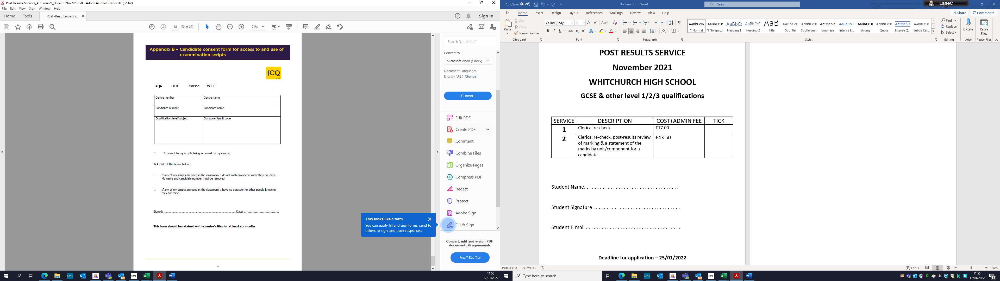 Post-Results-Services_Autumn-21_-Final-–-Nov2021.pdf - Adobe Acrobat Reader DC (32-bit)
File Edit View Sign Window Help
Home Tools Post-Results-Servic... × Sign In
18 (22 of 22) 71%
Appendix B – Candidate consent form for access to and use of
exammination scripts
JCQ
CIC
AQA OCR Pearson WJEC
Centre number Centre name
Candidate number Candidate name
Qualification level/subject Component/unit code
I consent to my scripts being accessed by my centre.
Tick ONE of the boxes below:
If any of my scripts are used in the classroom, I do not wish anyone to know they are mine.
My name and candidate number must be removed.
If any of my scripts are used in the classroom, I have no objection to other people knowing
they are mine.
Signed: ........................................ Date: ........................................
This form should be retained on the centre's files for at least six months.
18
Search 'Underline'
Convert to
Microsoft Word (*.docx)
Document Language:
English (U.S.) Change
Convert
Edit PDF
Create PDF
Comment
Combine Files
Organize Pages
Compress PDF
Redact
Protect
Adobe Sign
Fill & Sign
This looks like a form
You can easily fill and sign forms, send to
others to sign, and track responses.
Convert, edit and e-sign PDF
documents & agreements
Free 7-Day Trial
SIMS SIMS
11:55
17/01/2022
AutoSave Off Document1 - Word Search LaneC
File Home Insert Design Layout References Mailings Review View Help Share Comments
Paste Cut Copy Format Painter
Clipboard
Calibri (Body) 12
Font
Paragraph
AaBbCcDc AaBbCcDc AaBbCc AaBbCcD AaB AaBbCcD AaBbCcDc AaBbCcDc AaBbCcDc AaBbCcDc AaBbCcDc AaBbCcDc AABBCCDC
¶ Normal ¶ No Spac... Heading 1 Heading 2 Title Subtitle Subtle Em... Emphasis Intense E... Strong Quote Intense Q... Subtle Ref...
Styles
Find Replace Select
Editing
Dictate
Voice
Reuse Files
Reuse Files
POST RESULTS SERVICE
November 2021
WHITCHURCH HIGH SCHOOL
GCSE & other level 1/2/3 qualifications
SERVICE DESCRIPTION COST+ADMIN FEE TICK
1 Clerical re-check £17.00
2 Clerical re-check, post-results review £43.50
of marking & a statement of the
marks by unit/component for a
candidate
Student Name. . . . . . . . . . . . . . . . . . . . . . . . . . . . . . . . . . . .
Student Signature . . . . . . . . . . . . . . . . . . . . . . . . . . . . . . . . .
Student E-mail . . . . . . . . . . . . . . . . . . . . . . . . . . . . . . . . . . . .
Deadline for application – 25/01/2022
Page 2 of 2 191 words Focus 100%
Type here to search
SIMS SIMS
11:55
17/01/2022